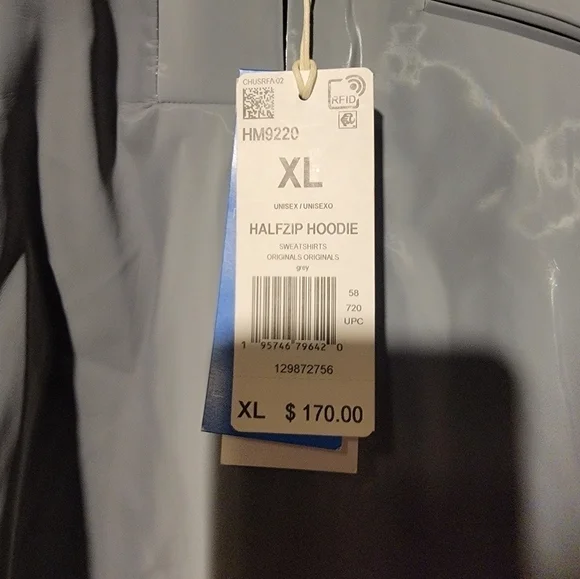 CHUSRFA02
RFID
HM9220
XL
UNISEX / UNISEXO
HALFZIP HOODIE
SWEATSHIRTS
ORIGINALS ORIGINALS
grey
58
720
UPC
1 95746 79642 0
129872756
XL $ 170.00